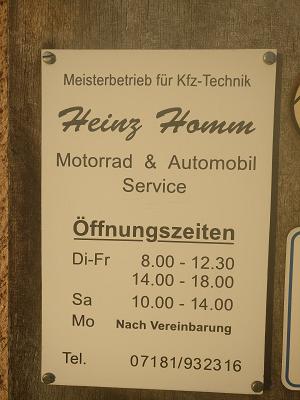 Meisterbetrieb für Kfz-Technik
Heinz Homm
Motorrad & Automobil
Service
Öffnungszeiten
Di-Fr 8.00 - 12.30
14.00 - 18.00
Sa 10.00 - 14.00
Mo Nach Vereinbarung
Tel. 07181/932316